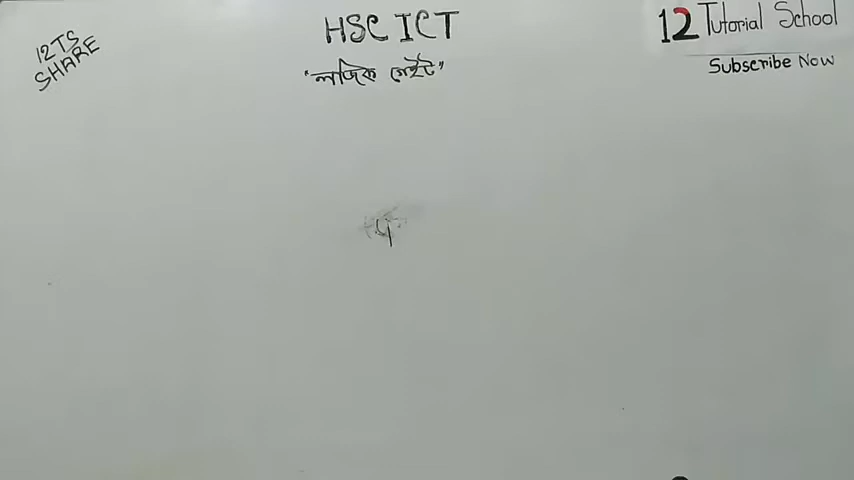 12TS
SHARE
HSC ICT
"লজিক গেইট"
12 Tutorial School
Subscribe Now